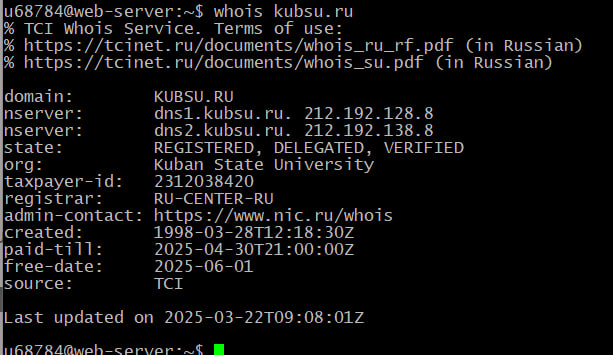 u68784@web-server:~$ whois kubsu.ru
% TCI Whois Service. Terms of use:
% https://tcinet.ru/documents/whois_ru_rf.pdf (in Russian)
% https://tcinet.ru/documents/whois_su.pdf (in Russian)

domain:        KUBSU.RU
nserver:       dns1.kubsu.ru. 212.192.128.8
nserver:       dns2.kubsu.ru. 212.192.138.8
state:         REGISTERED, DELEGATED, VERIFIED
org:           Kuban State University
taxpayer-id:   2312038420
registrar:     RU-CENTER-RU
admin-contact: https://www.nic.ru/whois
created:       1998-03-28T12:18:30Z
paid-till:     2025-04-30T21:00:00Z
free-date:     2025-06-01
source:        TCI

Last updated on 2025-03-22T09:08:01Z

u68784@web-server:~$